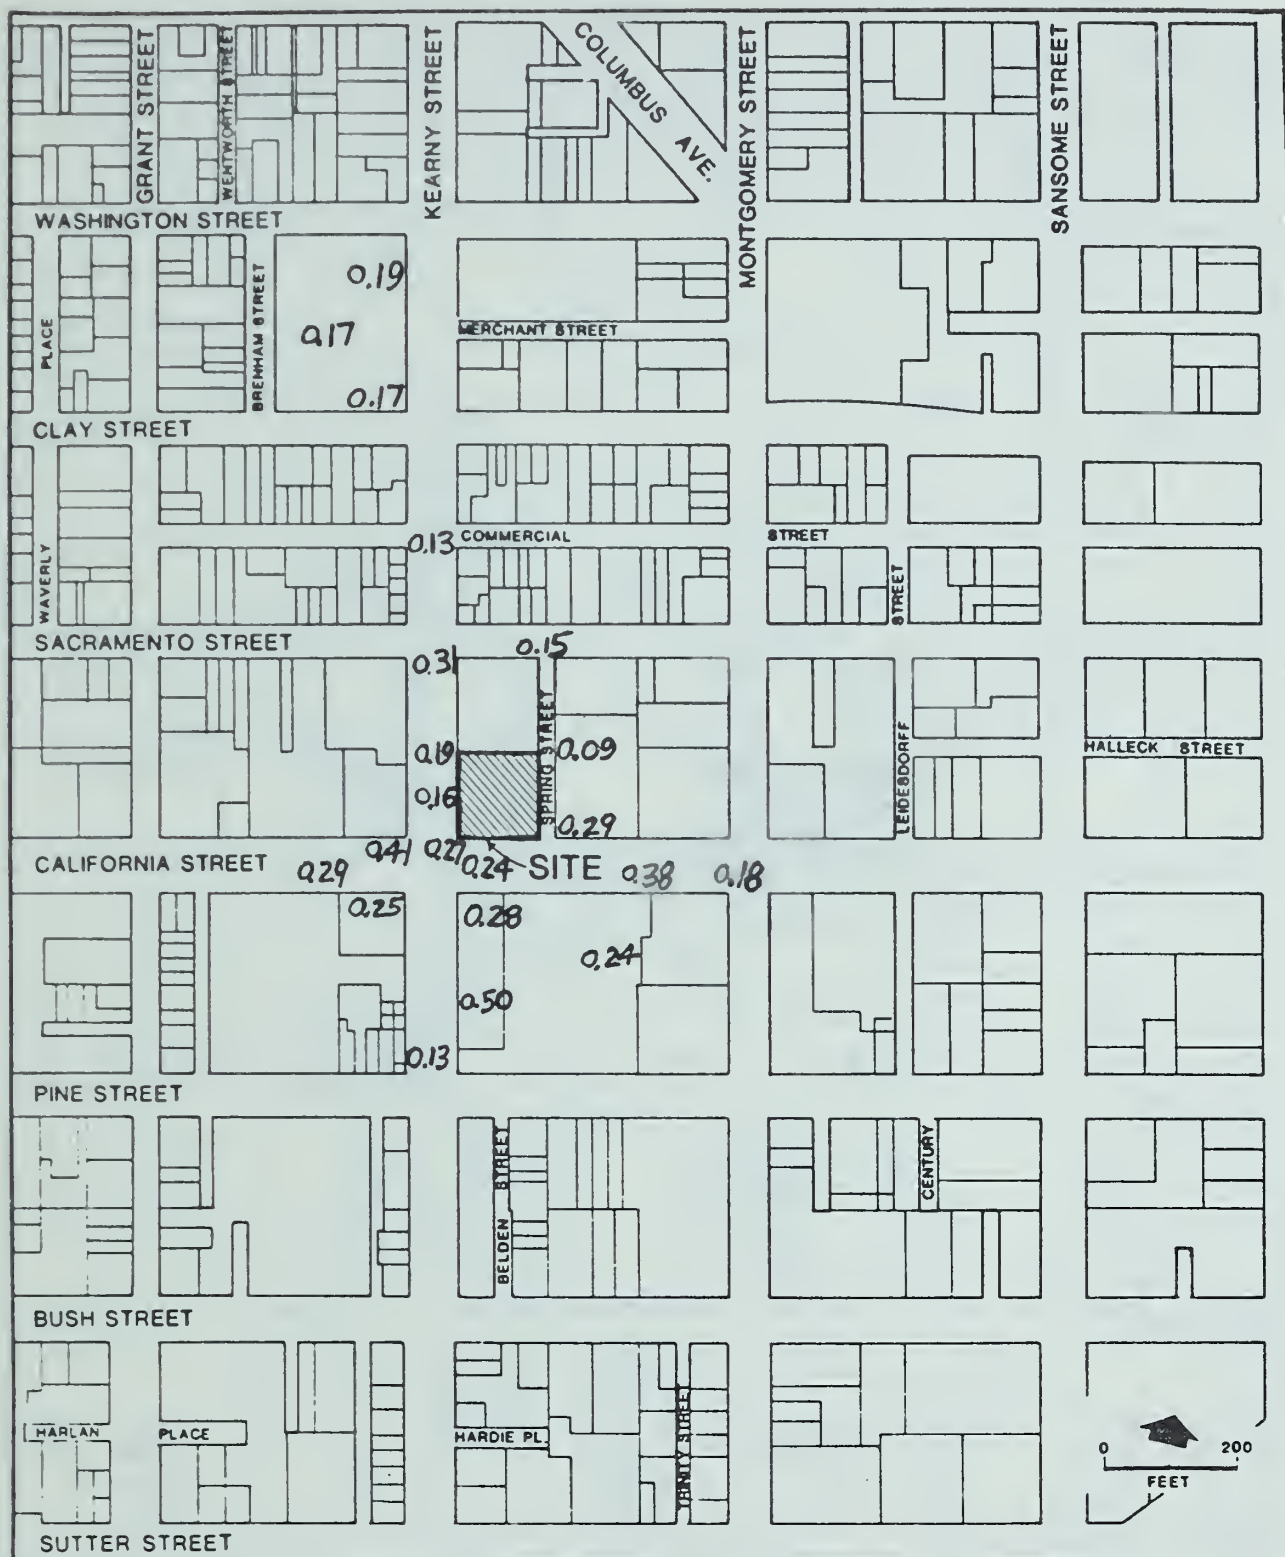 GRANT STREET
WENTWORTH STREET
KEARNY STREET
COLUMBUS AVE.
MONTGOMERY STREET
SANSOME STREET
WASHINGTON STREET
PLACE
BRENHAM STREET
0.19
0.17
0.17
MERCHANT STREET
CLAY STREET
WAVERLY
0.13
COMMERCIAL
STREET
STREET
SACRAMENTO STREET
0.31
0.15
SPRING STREET
0.19
0.09
0.16
0.29
LEIDESDORFF
HALLECK STREET
CALIFORNIA STREET
0.29
0.41
0.27
0.24
SITE
0.38
0.18
0.25
0.28
0.24
0.50
0.13
PINE STREET
BELDEN STREET
CENTURY
BUSH STREET
HARLAN
PLACE
HARDIE PL.
TRINITY STREET
0 200
FEET
SUTTER STREET